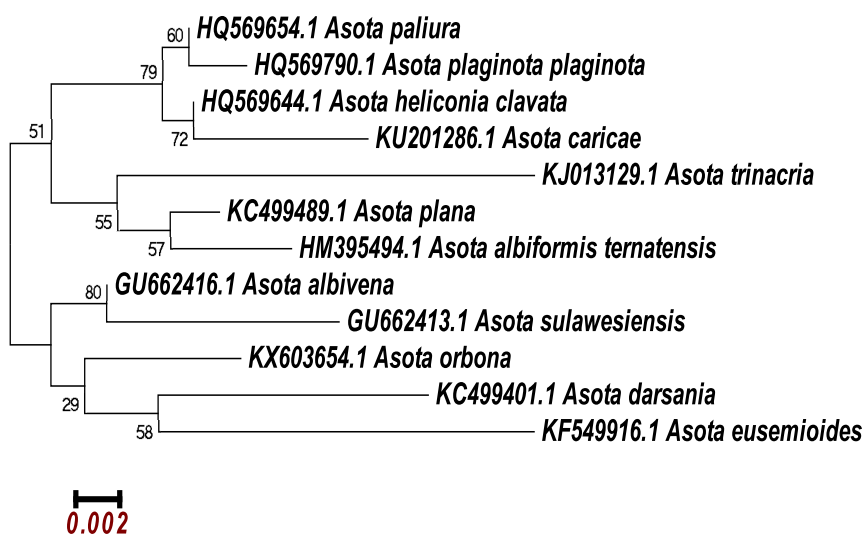 60
HQ569654.1 Asota paliura
HQ569790.1 Asota plaginota plaginota
79
HQ569644.1 Asota heliconia clavata
72
KU201286.1 Asota caricae
51
KJ013129.1 Asota trinacria
55
KC499489.1 Asota plana
57
HM395494.1 Asota albiformis ternatensis
80
GU662416.1 Asota albivena
GU662413.1 Asota sulawesiensis
KX603654.1 Asota orbona
29
KC499401.1 Asota darsania
58
KF549916.1 Asota eusemioides
0.002